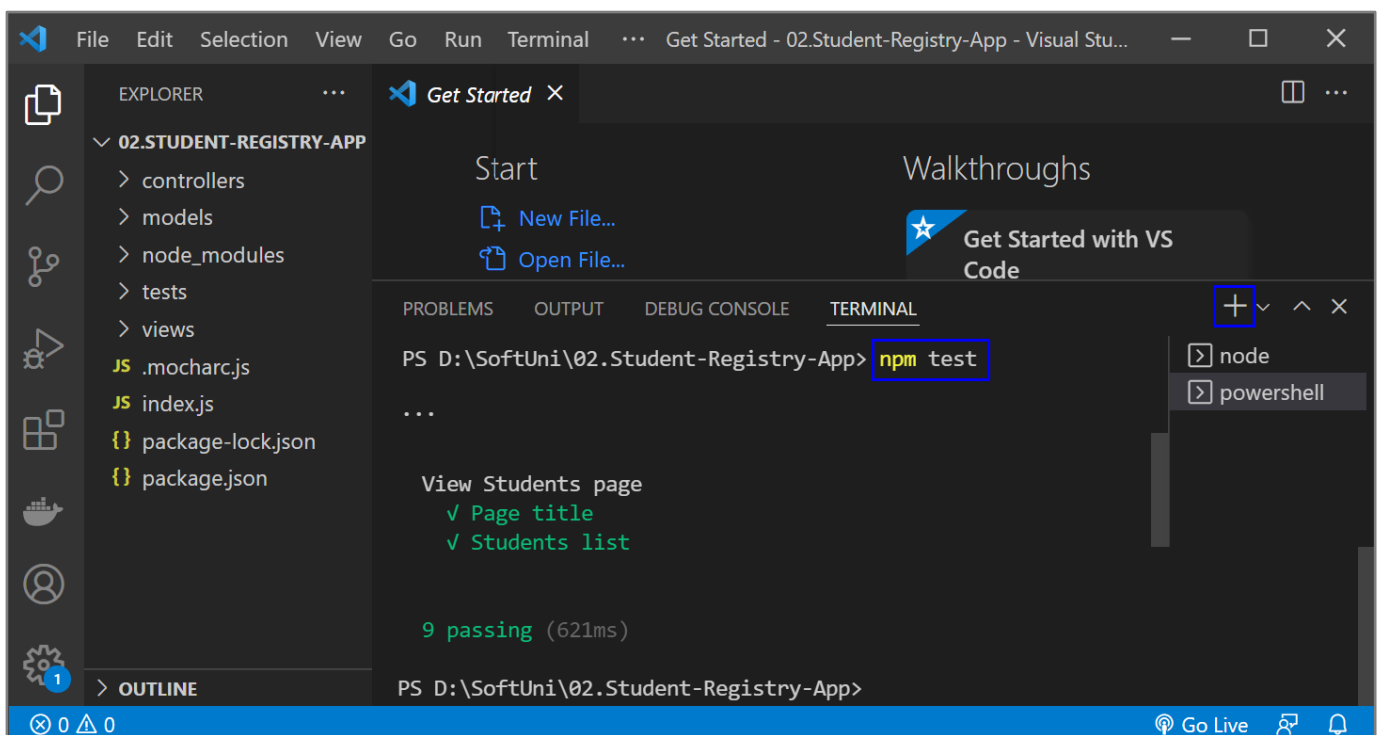 File Edit Selection View Go Run Terminal ··· Get Started - 02.Student-Registry-App - Visual Stu...
EXPLORER ···
Get Started
···
02.STUDENT-REGISTRY-APP
controllers
models
node_modules
tests
views
JS .mocharc.js
JS index.js
{} package-lock.json
{} package.json
OUTLINE
Start
New File...
Open File...
Walkthroughs
Get Started with VS
Code
PROBLEMS OUTPUT DEBUG CONSOLE TERMINAL
PS D:\SoftUni\02.Student-Registry-App> npm test
...
View Students page
√ Page title
√ Students list
9 passing (621ms)
PS D:\SoftUni\02.Student-Registry-App>
node
powershell
1
0 0
Go Live